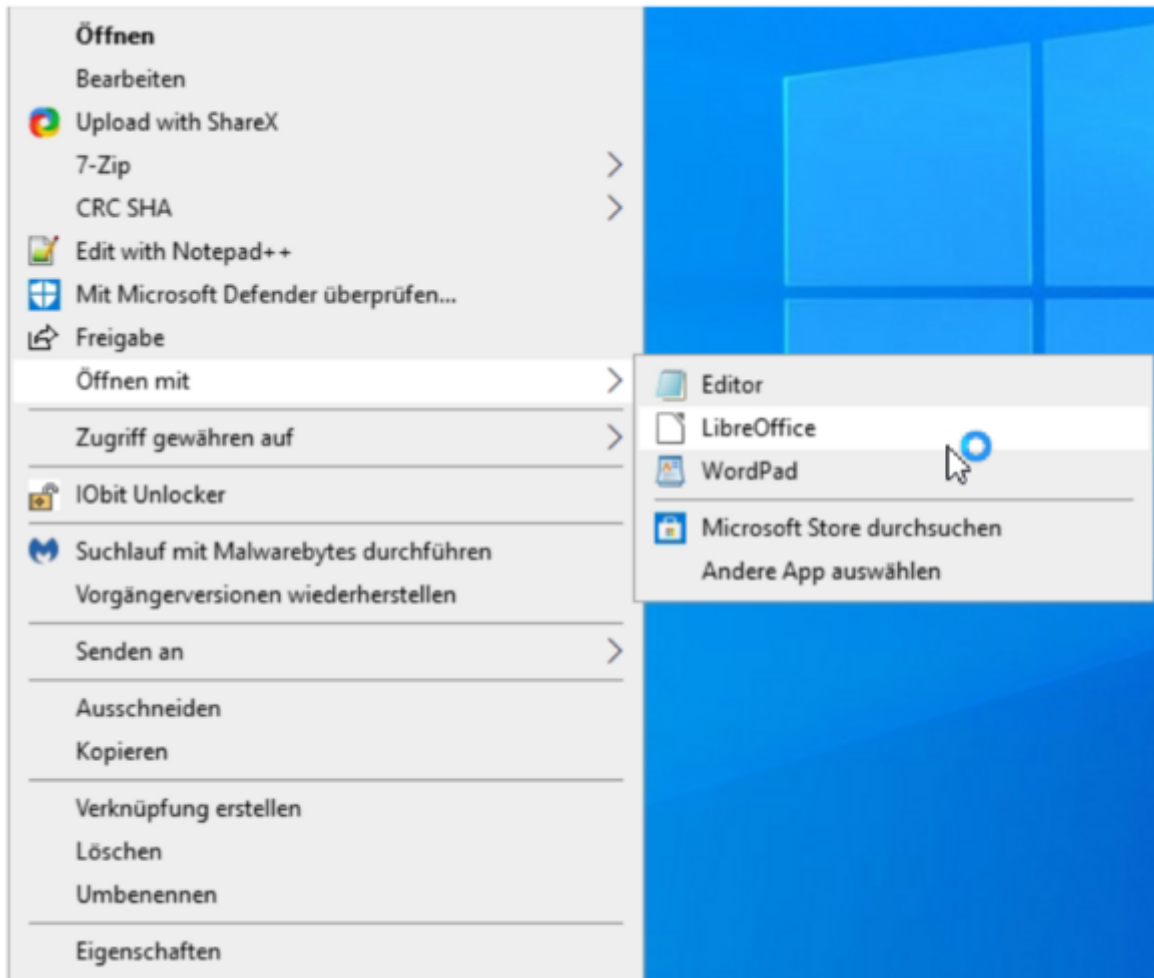 Öffnen
Bearbeiten
Upload with ShareX
7-Zip
CRC SHA
Edit with Notepad++
Mit Microsoft Defender überprüfen...
Freigabe
Öffnen mit
Zugriff gewähren auf
IObit Unlocker
Suchlauf mit Malwarebytes durchführen
Vorgängerversionen wiederherstellen
Senden an
Ausschneiden
Kopieren
Verknüpfung erstellen
Löschen
Umbenennen
Eigenschaften
Editor
LibreOffice
WordPad
Microsoft Store durchsuchen
Andere App auswählen